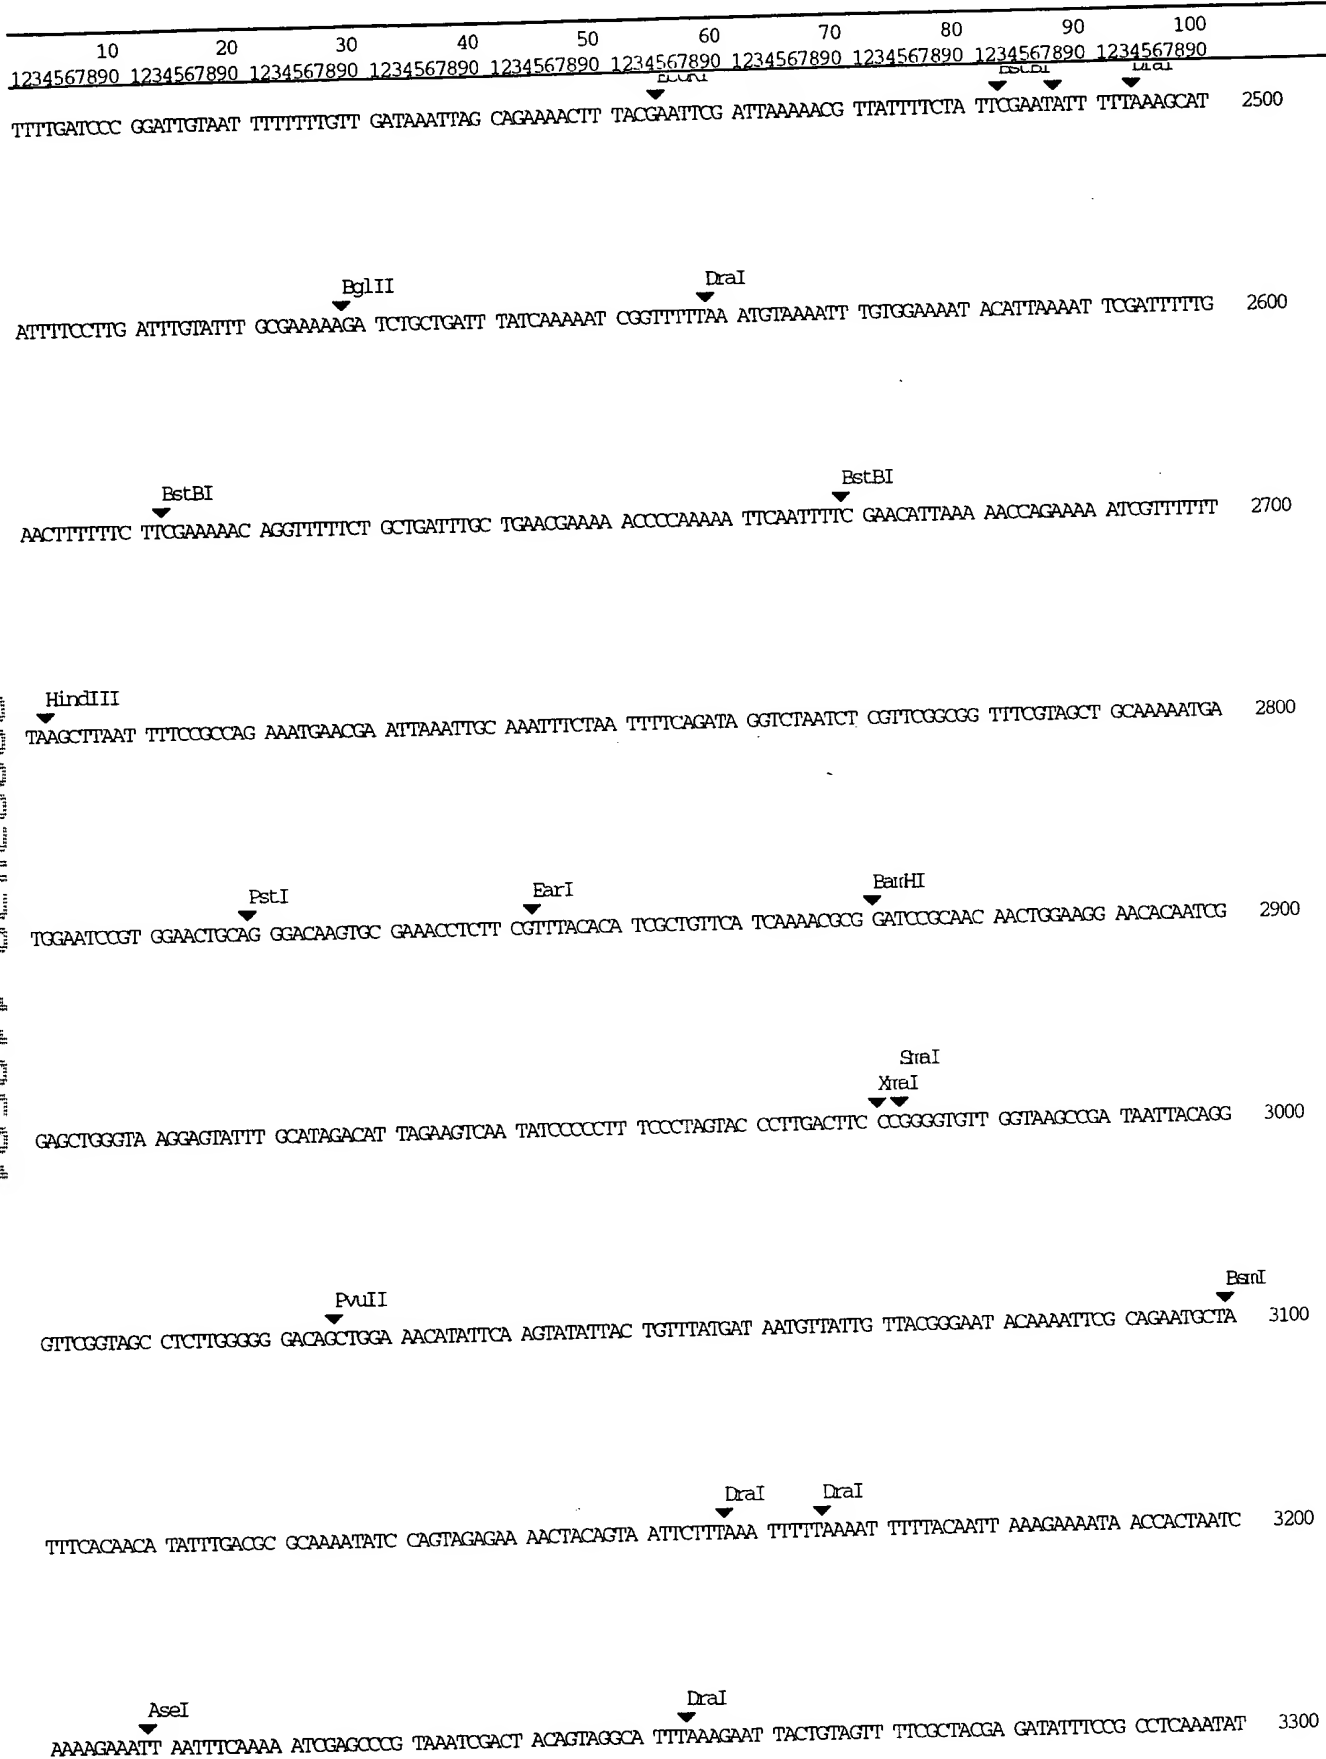 10 20 30 40 50 60 70 80 90 100
1234567890 1234567890 1234567890 1234567890 1234567890 1234567890 1234567890 1234567890 1234567890 1234567890
TTTTGATCCC GGATTGTAAT TTTTTTTGTT GATAAATTAG CAGAAAACTT TACGAATTCG ATTAAAAACG TTATTTTCTA TTCGAATATT TTTAAAGCAT 2500
BglII DraI
ATTTTCCTTG ATTTGTATTT GCGAAAAAGA TCTGCTGATT TATCAAAAAT CGGTTTTTAA ATGTAAAATT TGTGGAAAAT ACATTAAAAT TCGATTTTTG 2600
BstBI BstBI
AACTTTTTTC TTCGAAAAAC AGGTTTTTCT GCTGATTTGC TGAACGAAAA ACCCCAAAAA TTCAATTTTC GAACATTAAA AACCAGAAAA ATCGTTTTTT 2700
HindIII
TAAGCTTAAT TTTCCGCCAG AAATGAACGA ATTAAATTGC AAATTTCTAA TTTTCAGATA GGTCTAATCT CGTTCGGCGG TTTCGTAGCT GCAAAAATGA 2800
PstI EarI BamHI
TGGAATCCGT GGAACTGCAG GGACAAGTGC GAAACCTCTT CGTTTACACA TCGCTGTTCA TCAAAACGCG GATCCGCAAC AACTGGAAGG AACACAATCG 2900
SmaI
XmaI
GAGCTGGGTA AGGAGTATTT GCATAGACAT TAGAAGTCAA TATCCCCCTT TCCCTAGTAC CCTTGACTTC CCGGGGTGTT GGTAAGCCGA TAATTACAGG 3000
PvuII BsmI
GTTCGGTAGC CTCTTGGGGG GACAGCTGGA AACATATTCA AGTATATTAC TGTTTATGAT AATGTTATTG TTACGGGAAT ACAAAATTCG CAGAATGCTA 3100
DraI DraI
TTTCACAACA TATTTGACGC GCAAAATATC CAGTAGAGAA AACTACAGTA ATTCTTTAAA TTTTTAAAAT TTTTACAATT AAAGAAAATA ACCACTAATC 3200
AseI DraI
AAAAGAAATT AATTTCAAAA ATCGAGCCCG TAAATCGACT ACAGTAGGCA TTTAAAGAAT TACTGTAGTT TTCGCTACGA GATATTTCCG CCTCAAATAT 3300